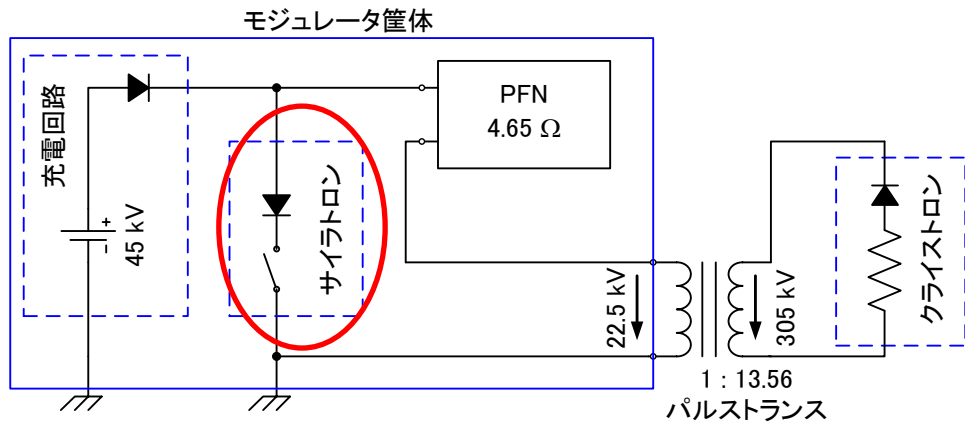 モジュレータ筐体
充電回路
+
-
45 kV
サイラトロン
PFN
4.65 Ω
22.5 kV
305 kV
1 : 13.56
パルストランス
クライストロン